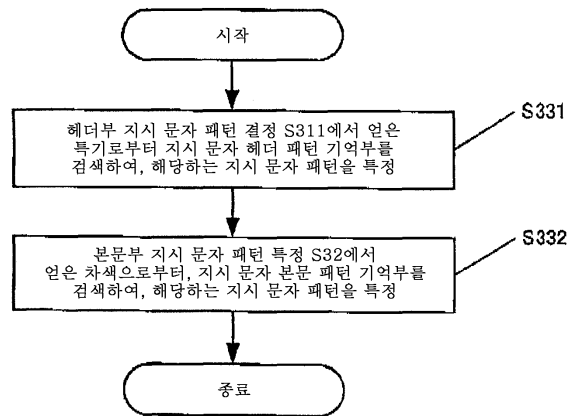 시작
헤더부 지시 문자 패턴 결정 S311에서 얻은
특기로부터 지시 문자 헤더 패턴 기억부를
검색하여, 해당하는 지시 문자 패턴을 특정
S331
본문부 지시 문자 패턴 특정 S32에서
얻은 차색으로부터, 지시 문자 본문 패턴 기억부를
검색하여, 해당하는 지시 문자 패턴을 특정
S332
종료